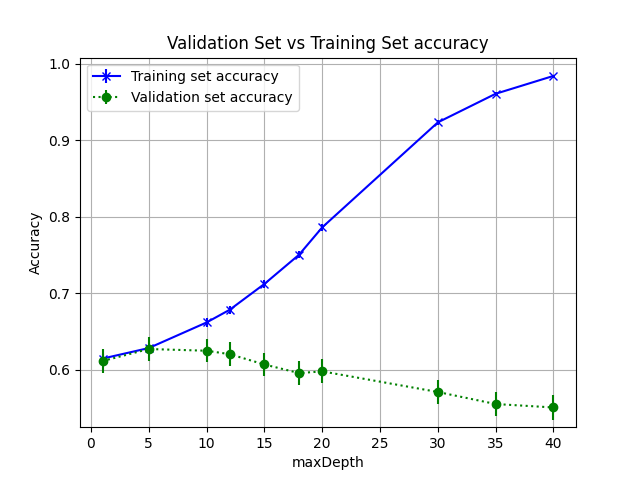 Validation Set vs Training Set accuracy
Training set accuracy
Validation set accuracy
Accuracy
1.0
0.9
0.8
0.7
0.6
0 5 10 15 20 25 30 35 40
maxDepth